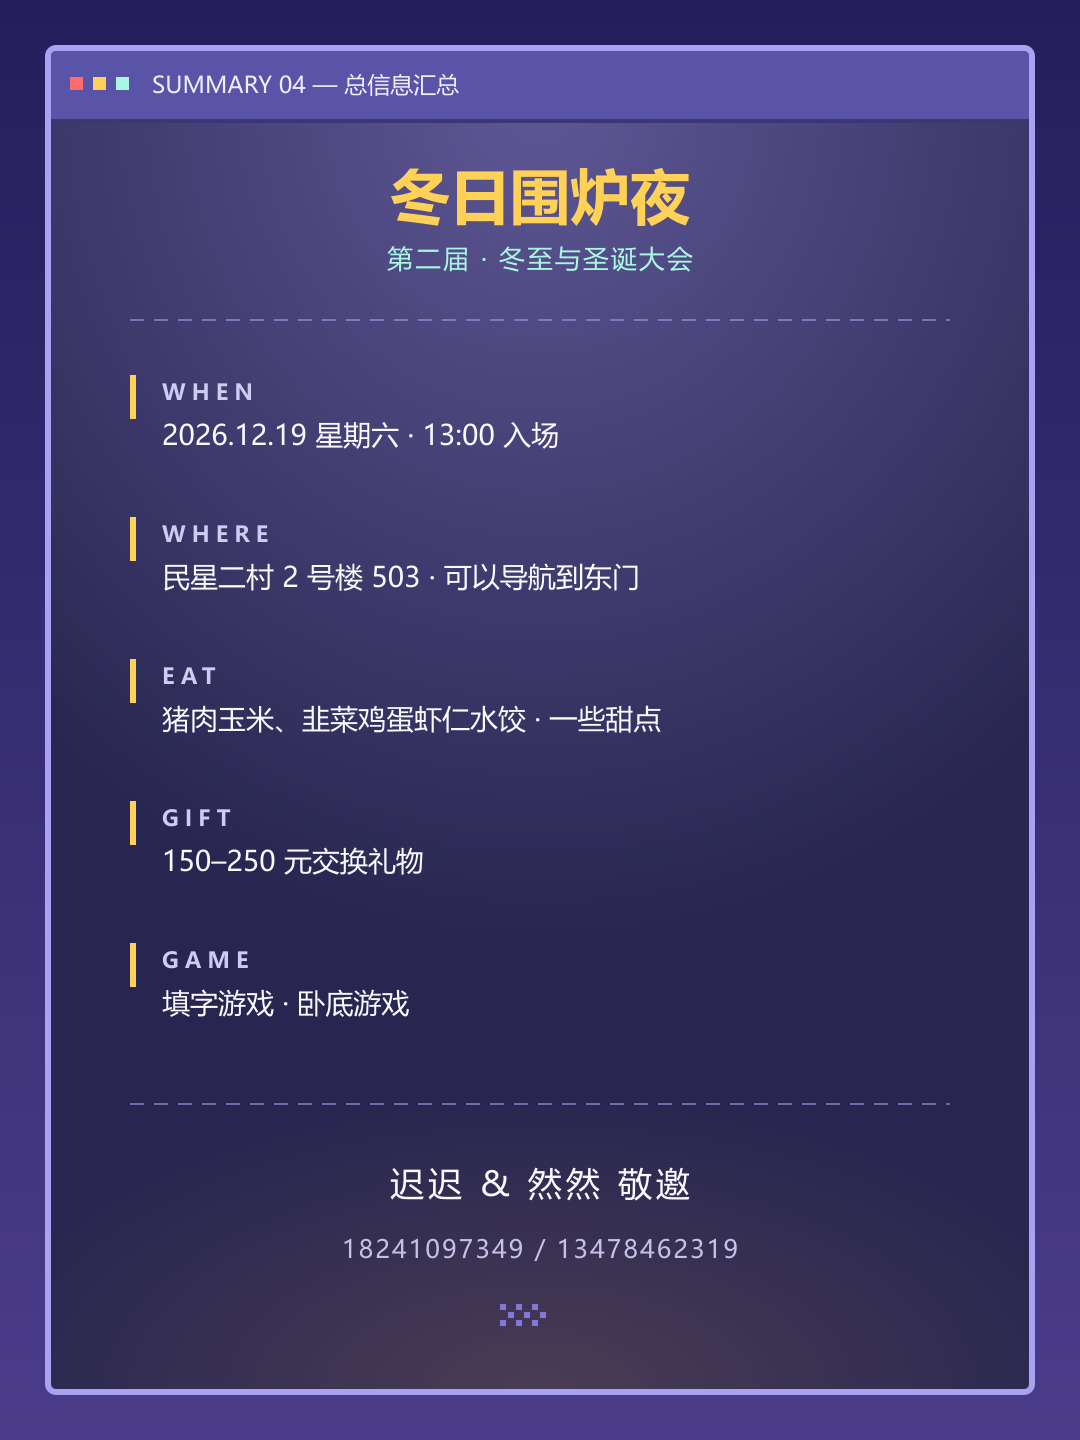 SUMMARY 04 — 总信息汇总
冬日围炉夜
第二届 · 冬至与圣诞大会
WHEN
2026.12.19 星期六 · 13:00 入场
WHERE
民星二村 2 号楼 503 · 可以导航到东门
EAT
猪肉玉米、韭菜鸡蛋虾仁水饺 · 一些甜点
GIFT
150–250 元交换礼物
GAME
填字游戏 · 卧底游戏
迟迟 & 然然 敬邀
18241097349 / 13478462319